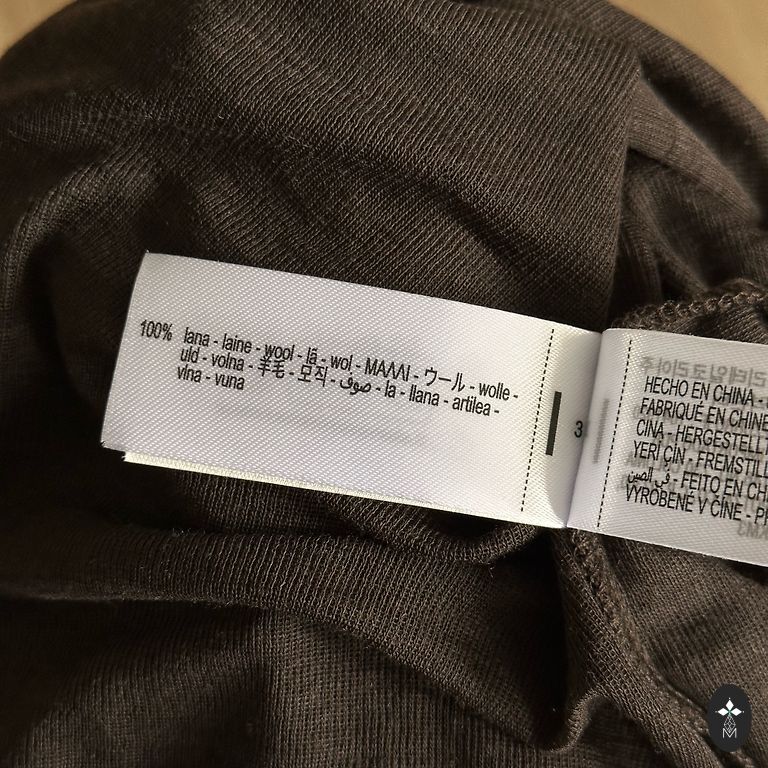 100% lana - laine - wool - lã - wol - ΜΑΛΛΙ - ウール - wolle -
uld - volna - 羊毛 - 모직 - صوف - la - llana - artilea -
vlna - vuna
3
HECHO EN CHINA -
FABRIQUÉ EN CHINE
CINA - HERGESTELLT
YERİ ÇİN - FREMSTILL
في الصين - FEITO EN CH
VYROBENÉ V ČÍNE - P
M